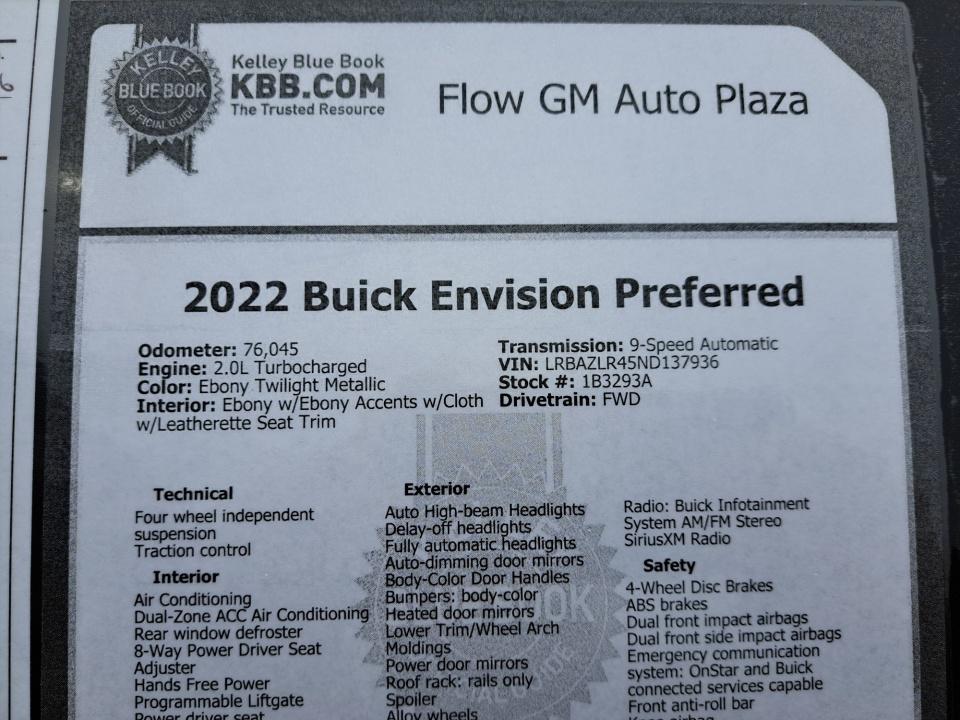 KELLEY
BLUE BOOK
OFFICIAL GUIDE
Kelley Blue Book
KBB.COM
The Trusted Resource
Flow GM Auto Plaza
2022 Buick Envision Preferred
Odometer: 76,045
Engine: 2.0L Turbocharged
Color: Ebony Twilight Metallic
Interior: Ebony w/Ebony Accents w/Cloth
w/Leatherette Seat Trim
Transmission: 9-Speed Automatic
VIN: LRBAZLR45ND137936
Stock #: 1B3293A
Drivetrain: FWD
Technical
Four wheel independent
suspension
Traction control
Interior
Air Conditioning
Dual-Zone ACC Air Conditioning
Rear window defroster
8-Way Power Driver Seat
Adjuster
Hands Free Power
Programmable Liftgate
Power driver seat
Exterior
Auto High-beam Headlights
Delay-off headlights
Fully automatic headlights
Auto-dimming door mirrors
Body-Color Door Handles
Bumpers: body-color
Heated door mirrors
Lower Trim/Wheel Arch
Moldings
Power door mirrors
Roof rack: rails only
Spoiler
Alloy wheels
Radio: Buick Infotainment
System AM/FM Stereo
SiriusXM Radio
Safety
4-Wheel Disc Brakes
ABS brakes
Dual front impact airbags
Dual front side impact airbags
Emergency communication
system: OnStar and Buick
connected services capable
Front anti-roll bar
Knee airbag